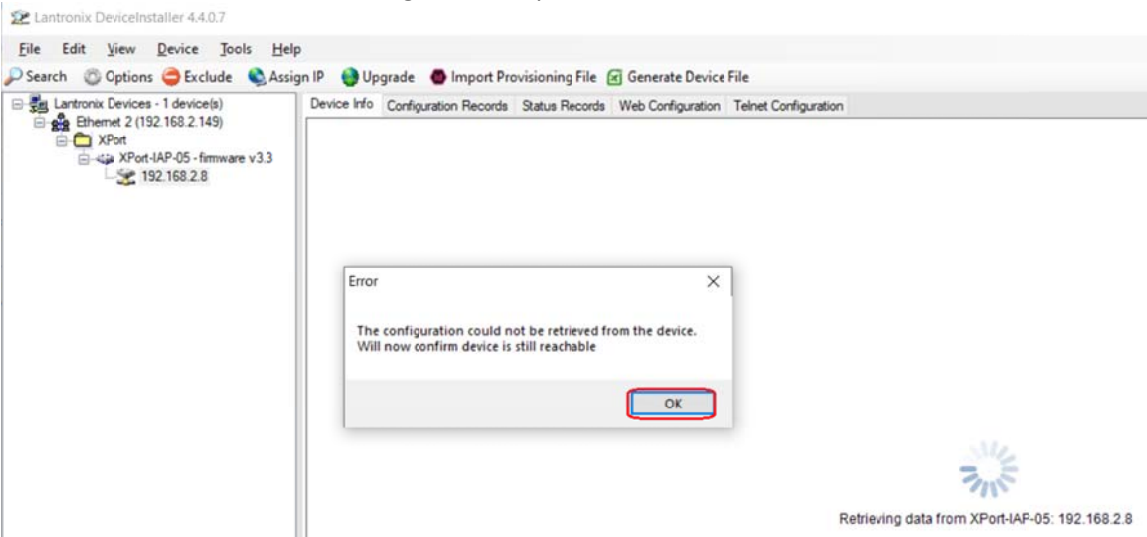 Lantronix DeviceInstaller 4.4.0.7
File Edit View Device Tools Help
Search Options Exclude Assign IP Upgrade Import Provisioning File Generate Device File
Lantronix Devices - 1 device(s)
Ethernet 2 (192.168.2.149)
XPort
XPort-IAP-05 - firmware v3.3
192.168.2.8
Device Info Configuration Records Status Records Web Configuration Telnet Configuration
Error
The configuration could not be retrieved from the device.
Will now confirm device is still reachable
OK
Retrieving data from XPort-IAP-05: 192.168.2.8